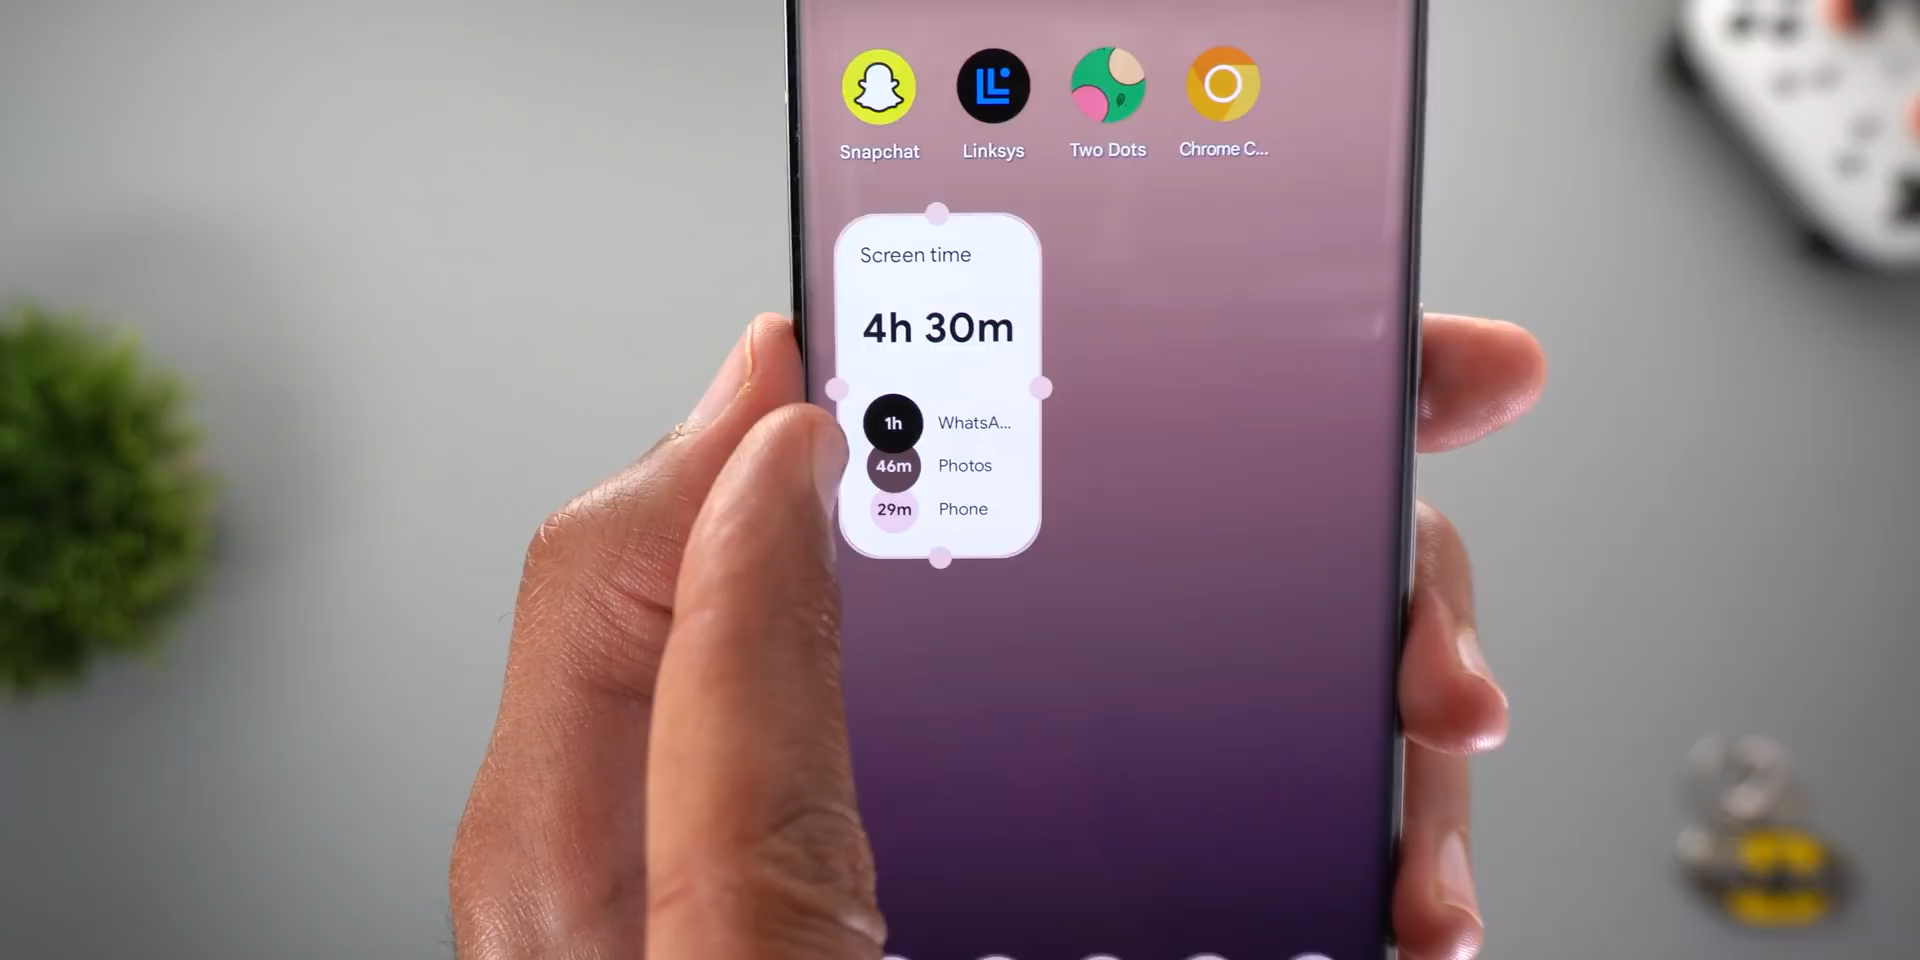 Snapchat
Linksys
Two Dots
Chrome C...
Screen time
4h 30m
1h WhatsA...
46m Photos
29m Phone